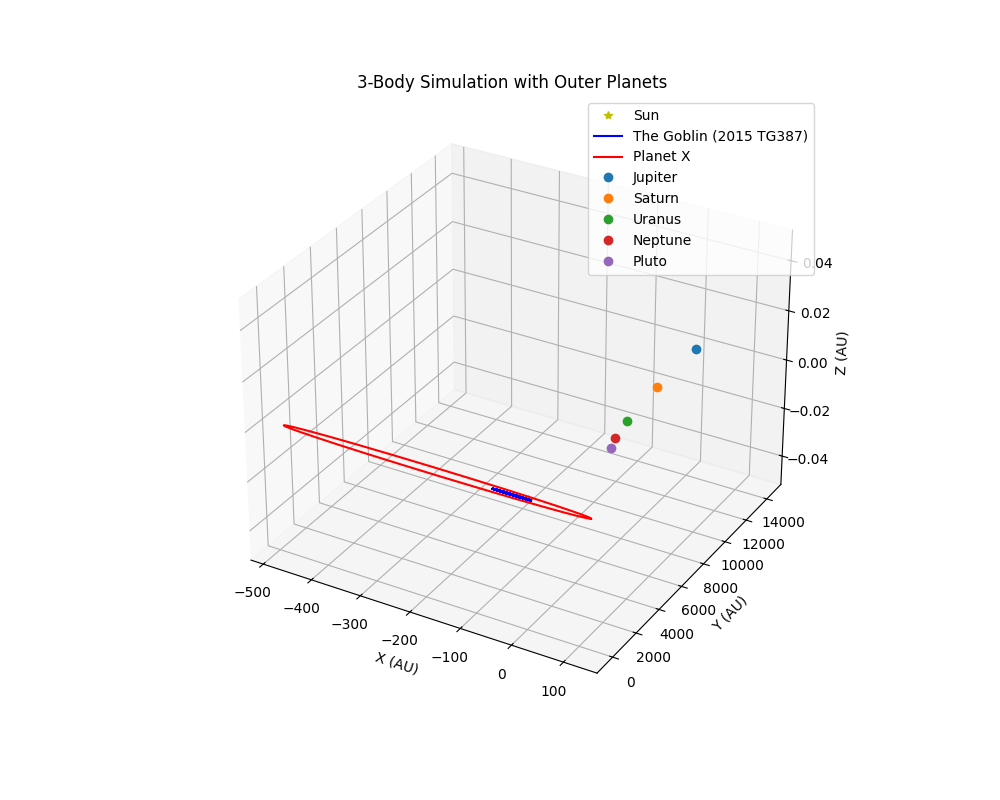 3-Body Simulation with Outer Planets
Sun
The Goblin (2015 TG387)
Planet X
Jupiter
Saturn
Uranus
Neptune
Pluto
0.04
0.02
0.00
−0.02
−0.04
Z (AU)
14000
12000
10000
8000
6000
4000
2000
0
Y (AU)
−500
−400
−300
−200
−100
0
100
X (AU)